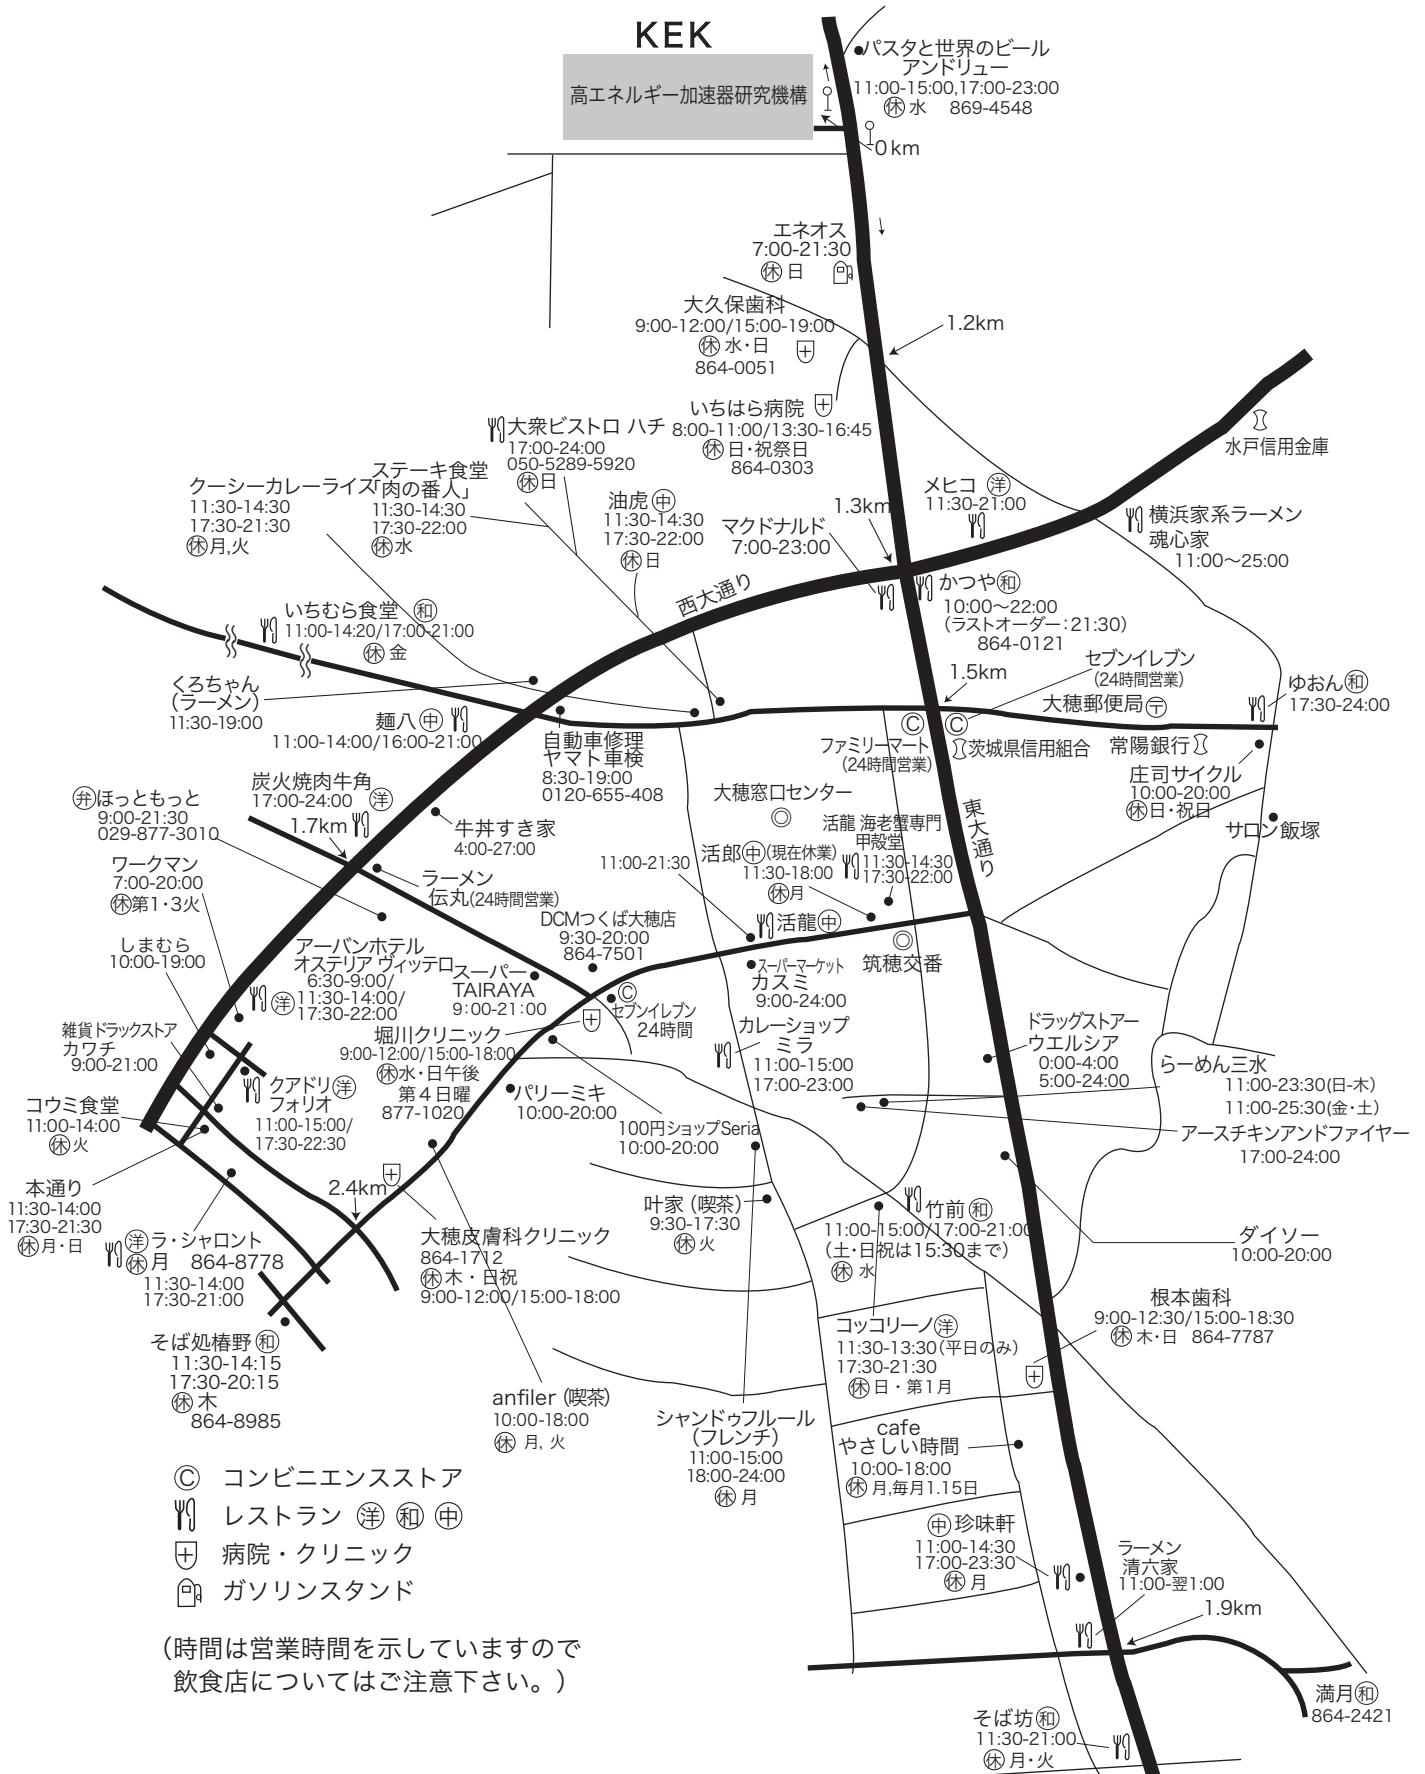 KEK
高エネルギー加速器研究機構
パスタと世界のビール
アンドリュー
11:00-15:00,17:00-23:00
休 水 869-4548
0km
エネオス
7:00-21:30
休 日
大久保歯科
9:00-12:00/15:00-19:00
休 水・日
864-0051
1.2km
いちはら病院
8:00-11:00/13:30-16:45
休 日・祝祭日
864-0303
大衆ビストロ ハチ
17:00-24:00
050-5289-5920
休 日
ステーキ食堂
「肉の番人」
11:30-14:30
17:30-22:00
休 水
クーシーカレーライス
11:30-14:30
17:30-21:30
休 月,火
油虎 中
11:30-14:30
17:30-22:00
休 日
マクドナルド
7:00-23:00
1.3km
メヒコ 洋
11:30-21:00
水戸信用金庫
横浜家系ラーメン
魂心家
11:00〜25:00
西大通り
かつや 和
10:00〜22:00
(ラストオーダー:21:30)
864-0121
いちむら食堂 和
11:00-14:20/17:00-21:00
休 金
くろちゃん
(ラーメン)
11:30-19:00
麺八 中
11:00-14:00/16:00-21:00
自動車修理
ヤマト車検
8:30-19:00
0120-655-408
1.5km
セブンイレブン
(24時間営業)
大穂郵便局 〒
ゆおん 和
17:30-24:00
C
C
ファミリーマート
(24時間営業)
茨城県信用組合
常陽銀行
庄司サイクル
10:00-20:00
休 日・祝日
サロン飯塚
炭火焼肉牛角
17:00-24:00 洋
1.7km
弁 ほっともっと
9:00-21:30
029-877-3010
牛丼すき家
4:00-27:00
ワークマン
7:00-20:00
休 第1・3火
ラーメン
伝丸(24時間営業)
大穂窓口センター
◎
東大通り
活龍 海老蟹専門
甲殻堂
11:30-14:30
17:30-22:00
活郎 中 (現在休業)
11:30-18:00
休 月
11:00-21:30
活龍 中
◎
筑穂交番
しまむら
10:00-19:00
アーバンホテル
オステリア ヴィッテロ
6:30-9:00/
洋 11:30-14:00/
17:30-22:00
DCMつくば大穂店
9:30-20:00
864-7501
スーパー
TAIRAYA
9:00-21:00
C
セブンイレブン
24時間
スーパーマーケット
カスミ
9:00-24:00
雑貨ドラックストア
カワチ
9:00-21:00
堀川クリニック
9:00-12:00/15:00-18:00
休 水・日午後
第4日曜
877-1020
カレーショップ
ミラ
11:00-15:00
17:00-23:00
ドラッグストアー
ウエルシア
0:00-4:00
5:00-24:00
らーめん三水
11:00-23:30(日-木)
11:00-25:30(金・土)
クアドリ 洋
フォリオ
11:00-15:00/
17:30-22:30
パリーミキ
10:00-20:00
コウミ食堂
11:00-14:00
休 火
100円ショップSeria
10:00-20:00
アースチキンアンドファイヤー
17:00-24:00
本通り
11:30-14:00
17:30-21:30
休 月・日
2.4km
洋 ラ・シャロント
休 月 864-8778
11:30-14:00
17:30-21:00
大穂皮膚科クリニック
864-1712
休 木・日祝
9:00-12:00/15:00-18:00
叶家 (喫茶)
9:30-17:30
休 火
竹前 和
11:00-15:00/17:00-21:00
(土・日祝は15:30まで)
休 水
ダイソー
10:00-20:00
根本歯科
9:00-12:30/15:00-18:30
休 木・日 864-7787
そば処椿野 和
11:30-14:15
17:30-20:15
休 木
864-8985
コッコリーノ 洋
11:30-13:30(平日のみ)
17:30-21:30
休 日・第1月
anfiler (喫茶)
10:00-18:00
休 月, 火
シャンドゥフルール
(フレンチ)
11:00-15:00
18:00-24:00
休 月
cafe
やさしい時間
10:00-18:00
休 月,毎月1.15日
中 珍味軒
11:00-14:30
17:00-23:30
休 月
ラーメン
清六家
11:00-翌1:00
1.9km
満月 和
864-2421
そば坊 和
11:30-21:00
休 月・火
C コンビニエンスストア
レストラン 洋 和 中
病院・クリニック
ガソリンスタンド
(時間は営業時間を示していますので
飲食店についてはご注意下さい。)